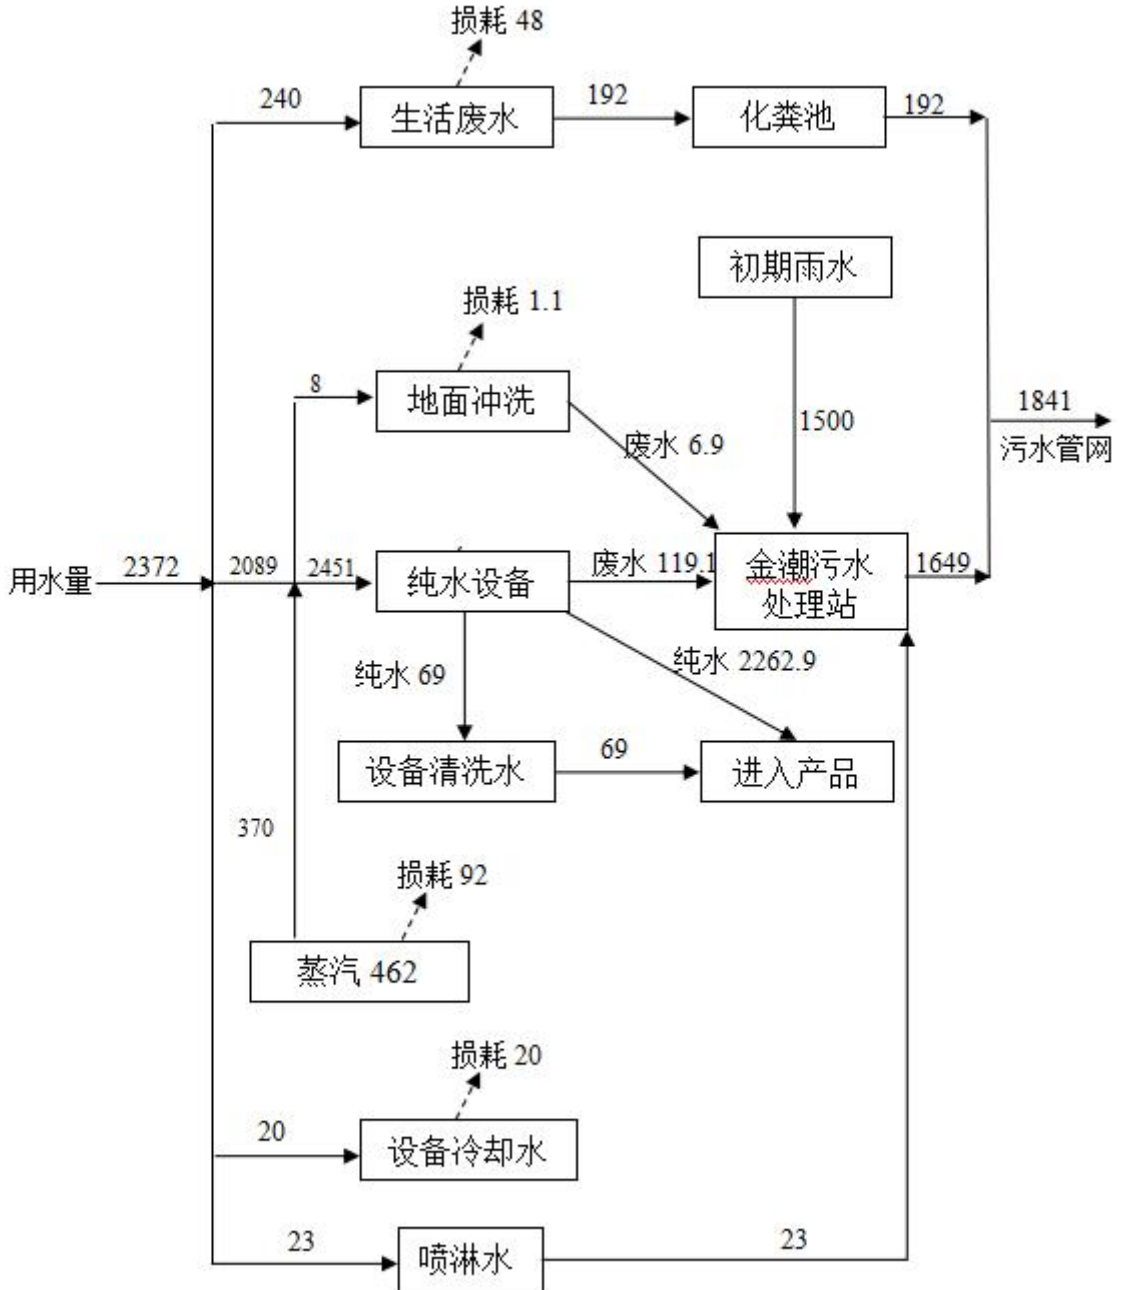 损耗 48
240
生活废水
192
化粪池
192
初期雨水
损耗 1.1
8
地面冲洗
1500
1841
污水管网
废水 6.9
用水量
2372
2089
2451
纯水设备
废水 119.1
金潮污水
处理站
1649
纯水 69
纯水 2262.9
设备清洗水
69
进入产品
370
损耗 92
蒸汽 462
损耗 20
20
设备冷却水
23
喷淋水
23